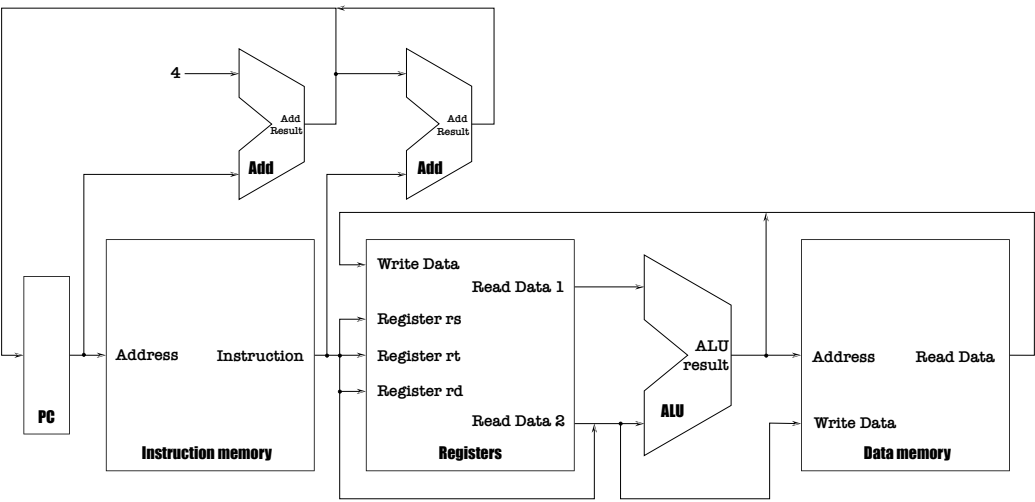 4
Add
Result
Add
Add
Result
Add
Write Data
Read Data 1
Register rs
Address
Instruction
Register rt
ALU
result
Address
Read Data
Register rd
PC
ALU
Read Data 2
Write Data
Instruction memory
Registers
Data memory